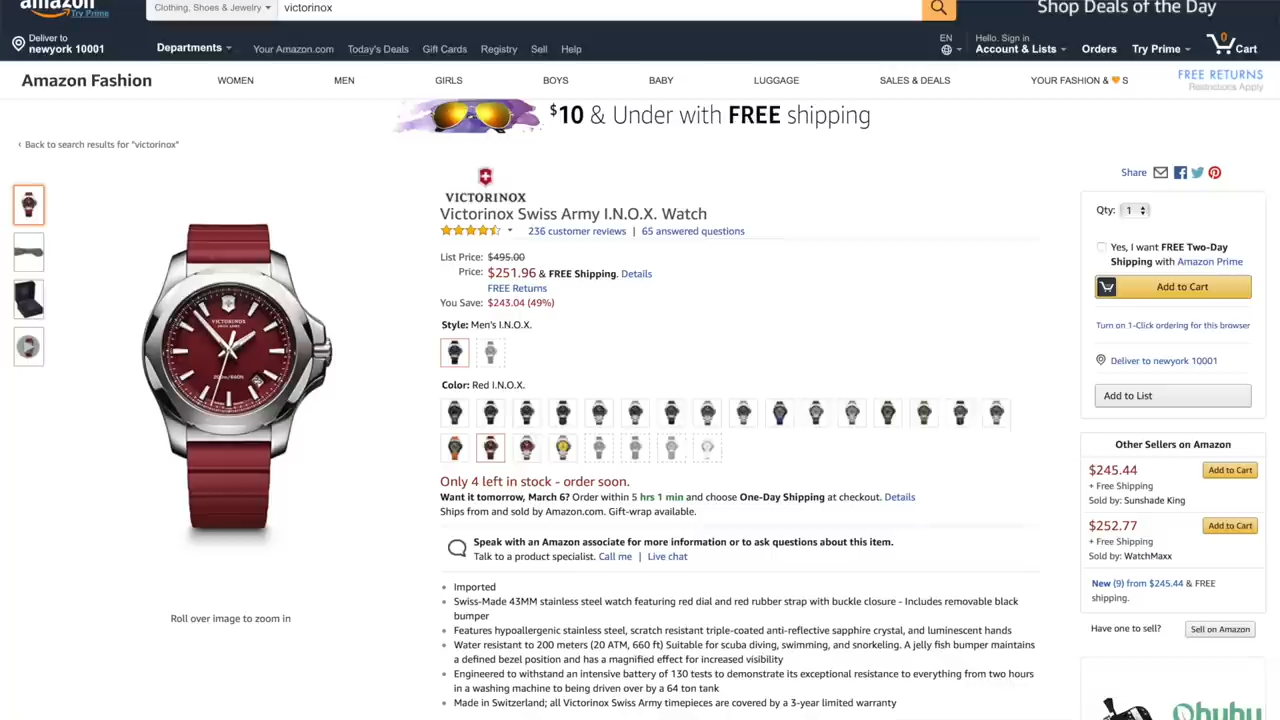 amazon
Try Prime
Clothing, Shoes & Jewelry
victorinox
Shop Deals of the Day
Deliver to
newyork 10001
Departments
Your Amazon.com
Today's Deals
Gift Cards
Registry
Sell
Help
EN
Hello. Sign in
Account & Lists
Orders
Try Prime
0
Cart
Amazon Fashion
WOMEN
MEN
GIRLS
BOYS
BABY
LUGGAGE
SALES & DEALS
YOUR FASHION & 🧡 S
FREE RETURNS
Restrictions Apply
$10 & Under with FREE shipping
‹ Back to search results for "victorinox"
VICTORINOX
Victorinox Swiss Army I.N.O.X. Watch
236 customer reviews | 65 answered questions
List Price: $495.00
Price: $251.96 & FREE Shipping. Details
FREE Returns
You Save: $243.04 (49%)
Style: Men's I.N.O.X.
Color: Red I.N.O.X.
Only 4 left in stock - order soon.
Want it tomorrow, March 6? Order within 5 hrs 1 min and choose One-Day Shipping at checkout. Details
Ships from and sold by Amazon.com. Gift-wrap available.
Speak with an Amazon associate for more information or to ask questions about this item.
Talk to a product specialist. Call me | Live chat
Imported
Swiss-Made 43MM stainless steel watch featuring red dial and red rubber strap with buckle closure - Includes removable black
bumper
Features hypoallergenic stainless steel, scratch resistant triple-coated anti-reflective sapphire crystal, and luminescent hands
Water resistant to 200 meters (20 ATM, 660 ft) Suitable for scuba diving, swimming, and snorkeling. A jelly fish bumper maintains
a defined bezel position and has a magnified effect for increased visibility
Engineered to withstand an intensive battery of 130 tests to demonstrate its exceptional resistance to everything from two hours
in a washing machine to being driven over by a 64 ton tank
Made in Switzerland; all Victorinox Swiss Army timepieces are covered by a 3-year limited warranty
VICTORINOX
SWISS ARMY
200m/660ft
Roll over image to zoom in
Share
Qty: 1
Yes, I want FREE Two-Day
Shipping with Amazon Prime
Add to Cart
Turn on 1-Click ordering for this browser
Deliver to newyork 10001
Add to List
Other Sellers on Amazon
$245.44
Add to Cart
+ Free Shipping
Sold by: Sunshade King
$252.77
Add to Cart
+ Free Shipping
Sold by: WatchMaxx
New (9) from $245.44 & FREE
shipping.
Have one to sell?
Sell on Amazon